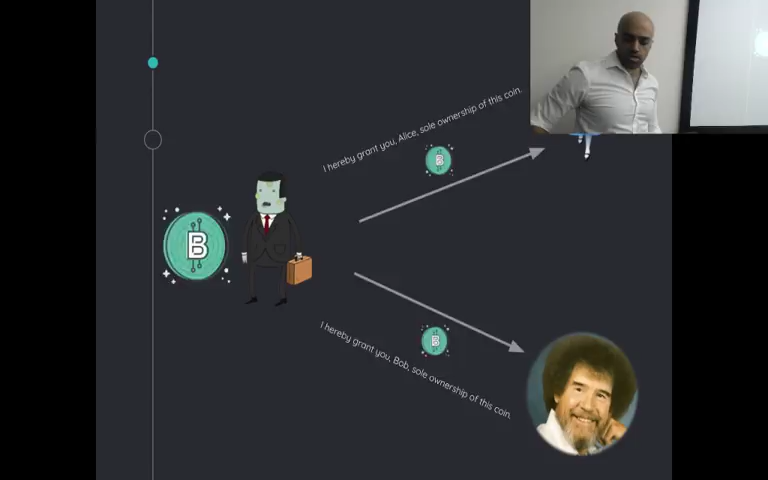 I hereby grant you, Alice, sole ownership of this coin.
B
B
B
I hereby grant you, Bob, sole ownership of this coin.